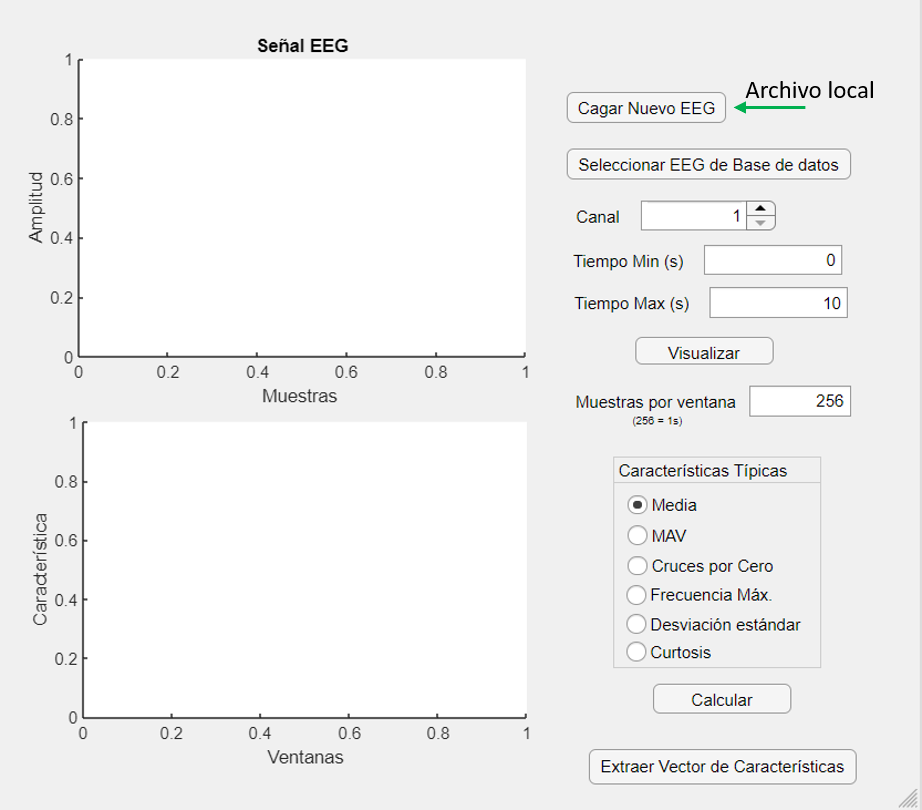 Señal EEG
1
0.8
0.6
0.4
0.2
0
Amplitud
0 0.2 0.4 0.6 0.8 1
Muestras
1
0.8
0.6
0.4
0.2
0
Característica
0 0.2 0.4 0.6 0.8 1
Ventanas
Archivo local
Cagar Nuevo EEG
Seleccionar EEG de Base de datos
Canal 1
Tiempo Min (s) 0
Tiempo Max (s) 10
Visualizar
Muestras por ventana 256
(256 = 1s)
Características Típicas
Media
MAV
Cruces por Cero
Frecuencia Máx.
Desviación estándar
Curtosis
Calcular
Extraer Vector de Características